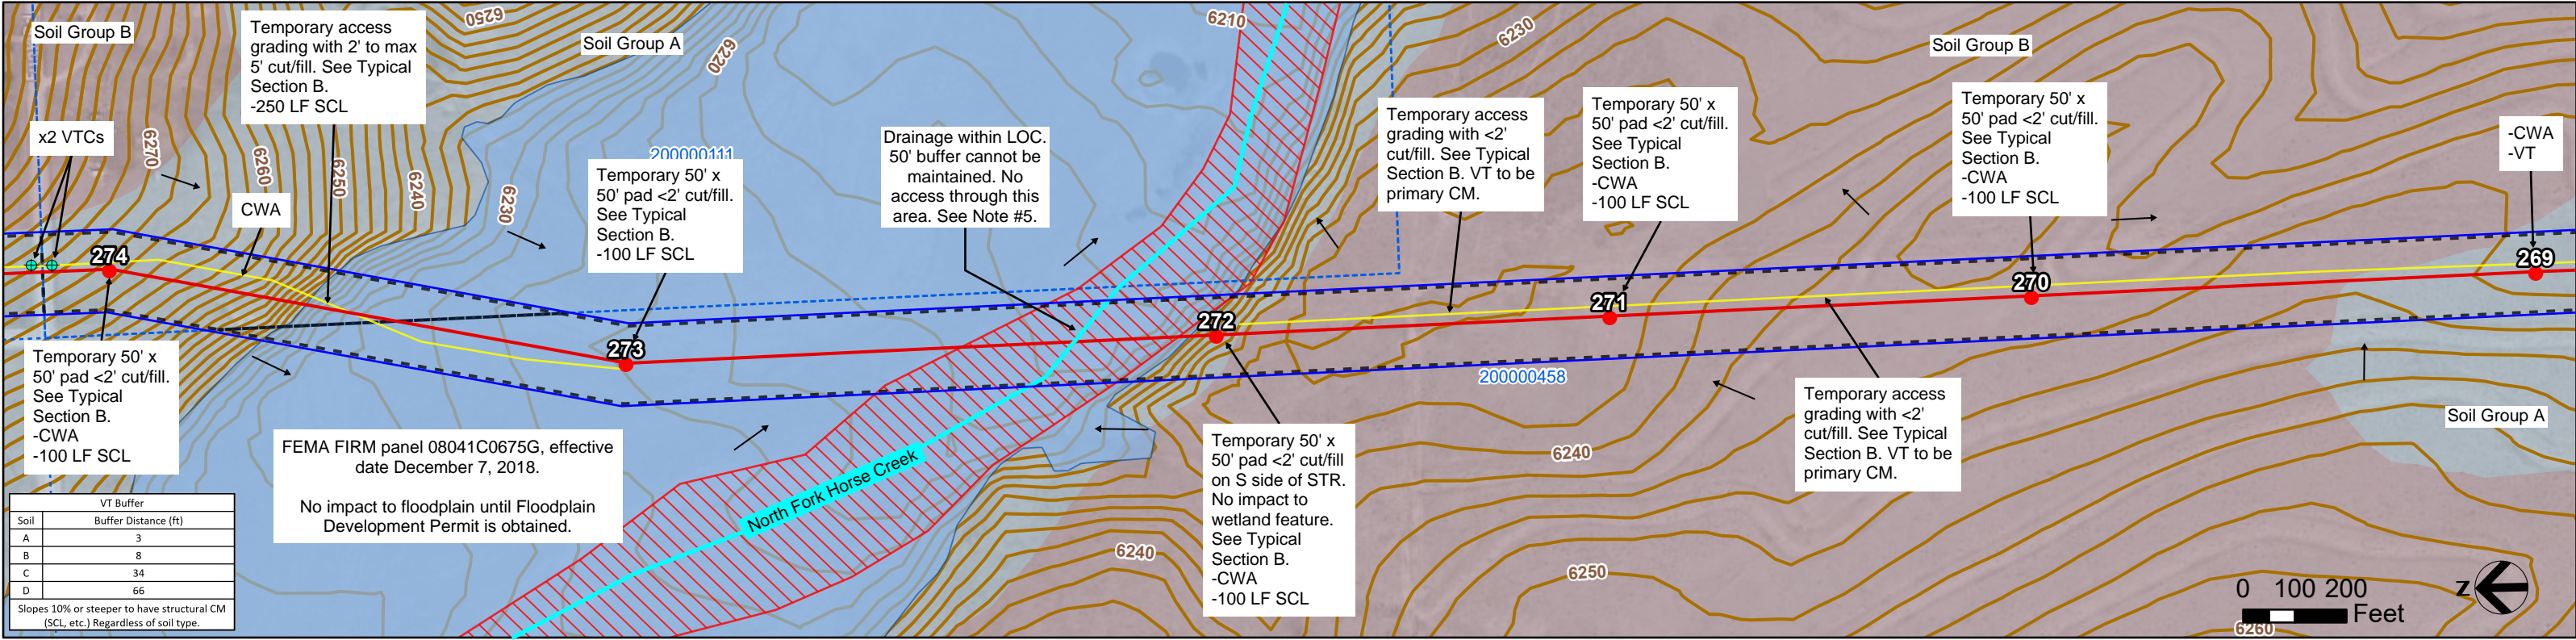 Soil Group B
Temporary access
grading with 2' to max
5' cut/fill. See Typical
Section B.
-250 LF SCL
6250
Soil Group A
6220
6210
6230
Soil Group B
x2 VTCs
6270
6260
6250
6240
CWA
6230
200000111
Temporary 50' x
50' pad <2' cut/fill.
See Typical
Section B.
-100 LF SCL
Drainage within LOC.
50' buffer cannot be
maintained. No
access through this
area. See Note #5.
Temporary access
grading with <2'
cut/fill. See Typical
Section B. VT to be
primary CM.
Temporary 50' x
50' pad <2' cut/fill.
See Typical
Section B.
-CWA
-100 LF SCL
Temporary 50' x
50' pad <2' cut/fill.
See Typical
Section B.
-CWA
-100 LF SCL
-CWA
-VT
274
273
272
271
270
269
Temporary 50' x
50' pad <2' cut/fill.
See Typical
Section B.
-CWA
-100 LF SCL
200000458
FEMA FIRM panel 08041C0675G, effective
date December 7, 2018.
No impact to floodplain until Floodplain
Development Permit is obtained.
North Fork Horse Creek
Temporary 50' x
50' pad <2' cut/fill
on S side of STR.
No impact to
wetland feature.
See Typical
Section B.
-CWA
-100 LF SCL
Temporary access
grading with <2'
cut/fill. See Typical
Section B. VT to be
primary CM.
Soil Group A
6240
6240
6250
6260
VT Buffer
Soil Buffer Distance (ft)
A 3
B 8
C 34
D 66
Slopes 10% or steeper to have structural CM
(SCL, etc.) Regardless of soil type.
0 100 200
Feet
N